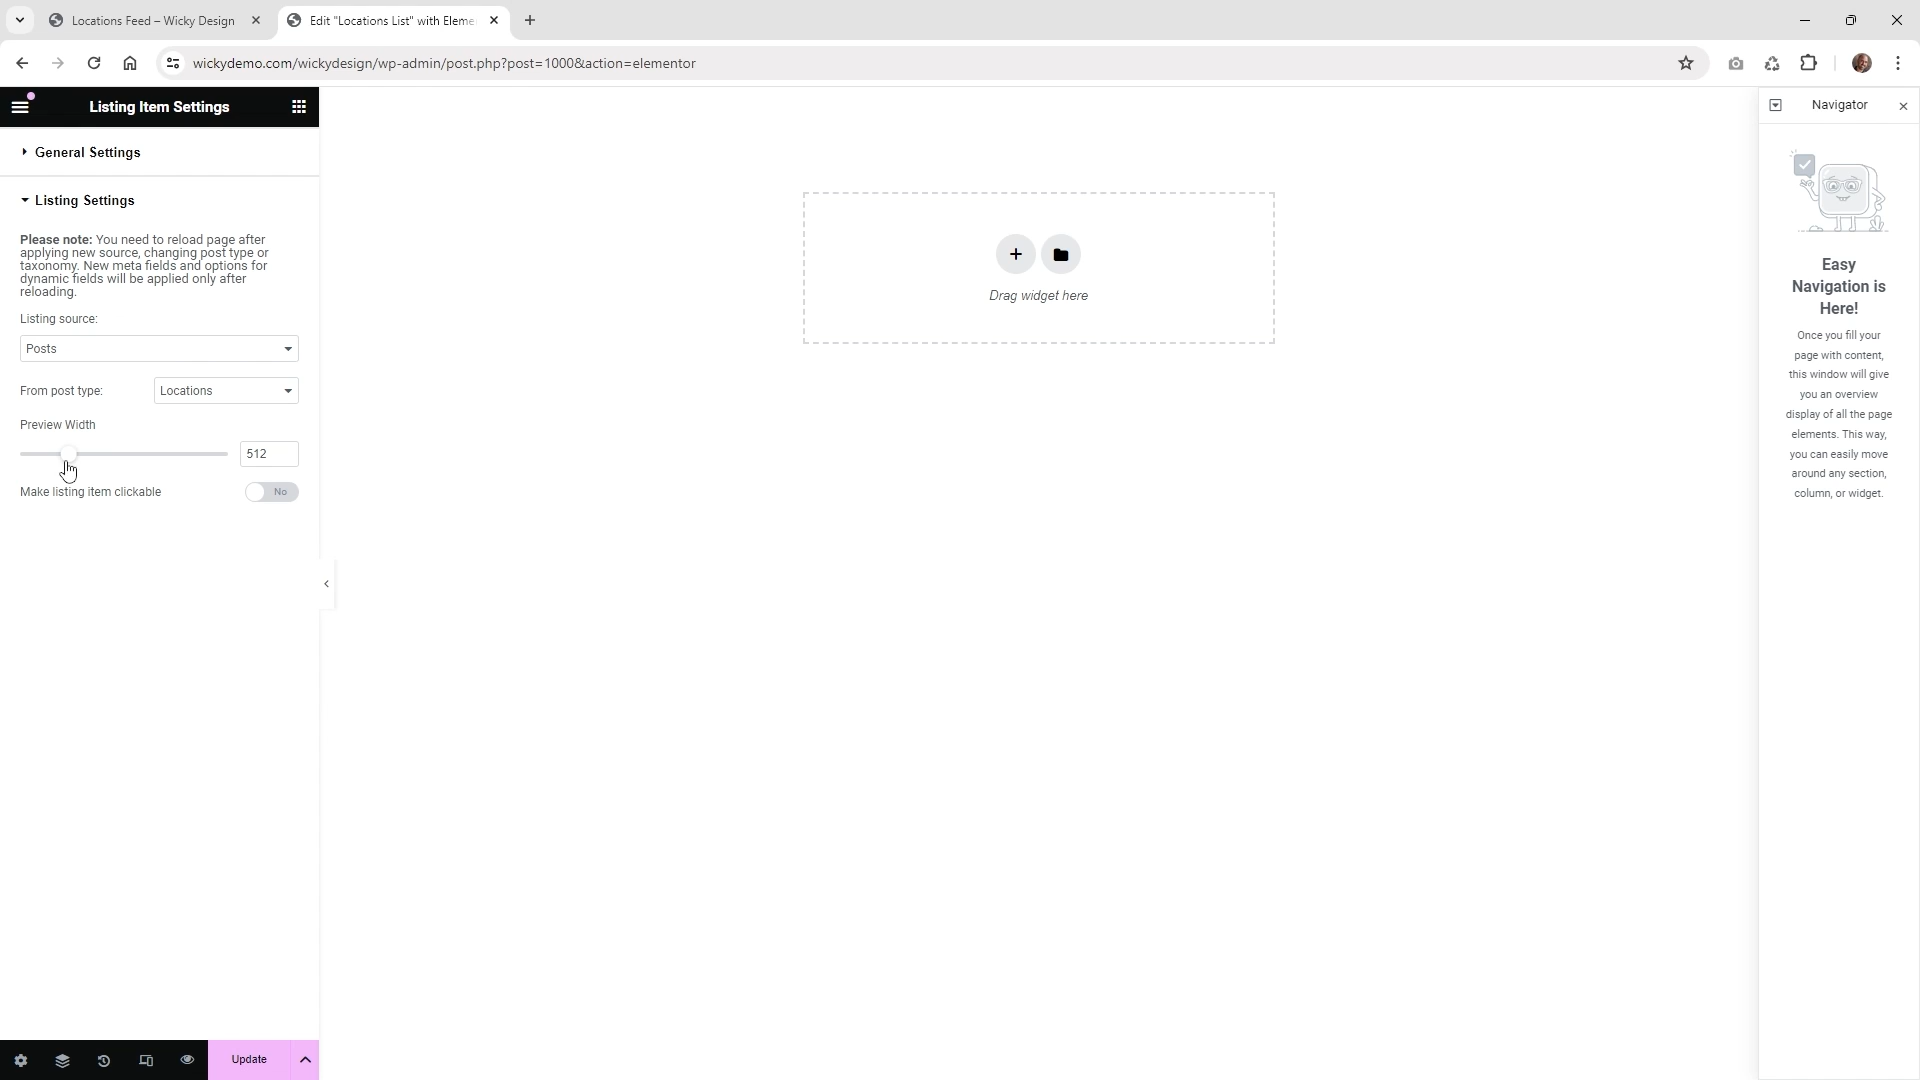 Locations Feed – Wicky Design
Edit "Locations List" with Eleme
wickydemo.com/wickydesign/wp-admin/post.php?post=1000&action=elementor
Listing Item Settings
General Settings
Listing Settings
Please note: You need to reload page after
applying new source, changing post type or
taxonomy. New meta fields and options for
dynamic fields will be applied only after
reloading.
Listing source:
Posts
From post type:
Locations
Preview Width
512
Make listing item clickable
No
Update
Drag widget here
Navigator
Easy
Navigation is
Here!
Once you fill your
page with content,
this window will give
you an overview
display of all the page
elements. This way,
you can easily move
around any section,
column, or widget.